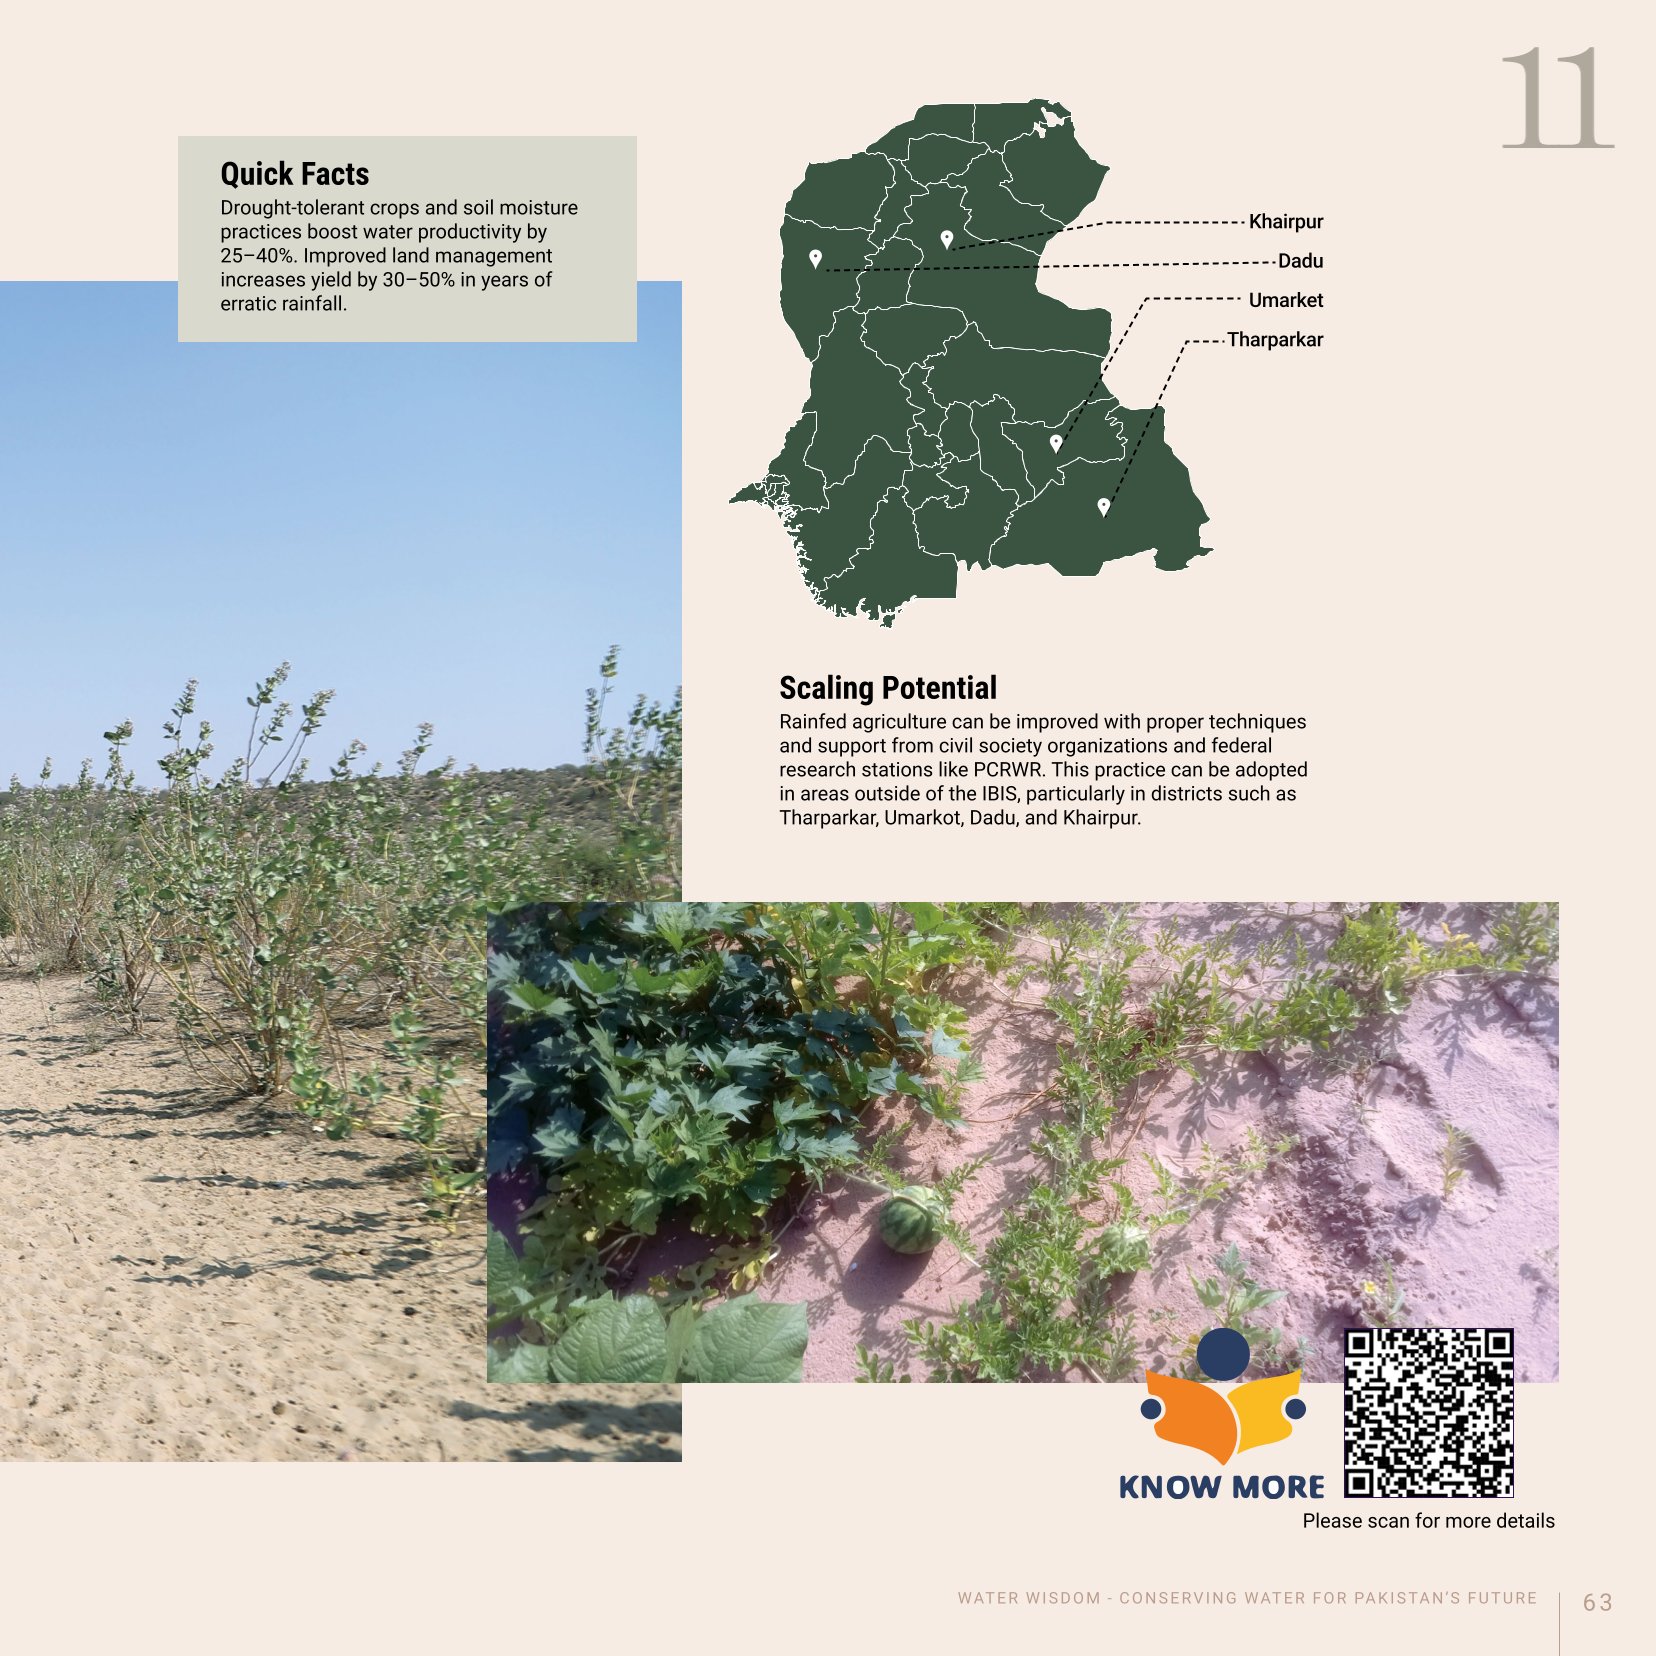 11
Quick Facts
Drought-tolerant crops and soil moisture
practices boost water productivity by
25–40%. Improved land management
increases yield by 30–50% in years of
erratic rainfall.
Khairpur
Dadu
Umarket
Tharparkar
Scaling Potential
Rainfed agriculture can be improved with proper techniques
and support from civil society organizations and federal
research stations like PCRWR. This practice can be adopted
in areas outside of the IBIS, particularly in districts such as
Tharparkar, Umarkot, Dadu, and Khairpur.
KNOW MORE
Please scan for more details
WATER WISDOM - CONSERVING WATER FOR PAKISTAN'S FUTURE
63